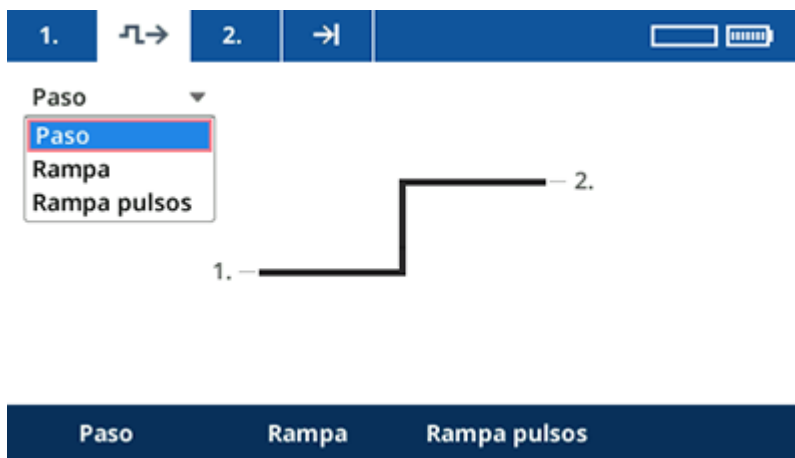 1. 2.
Paso
Paso
Rampa
Rampa pulsos
2.
1.
Paso Rampa Rampa pulsos